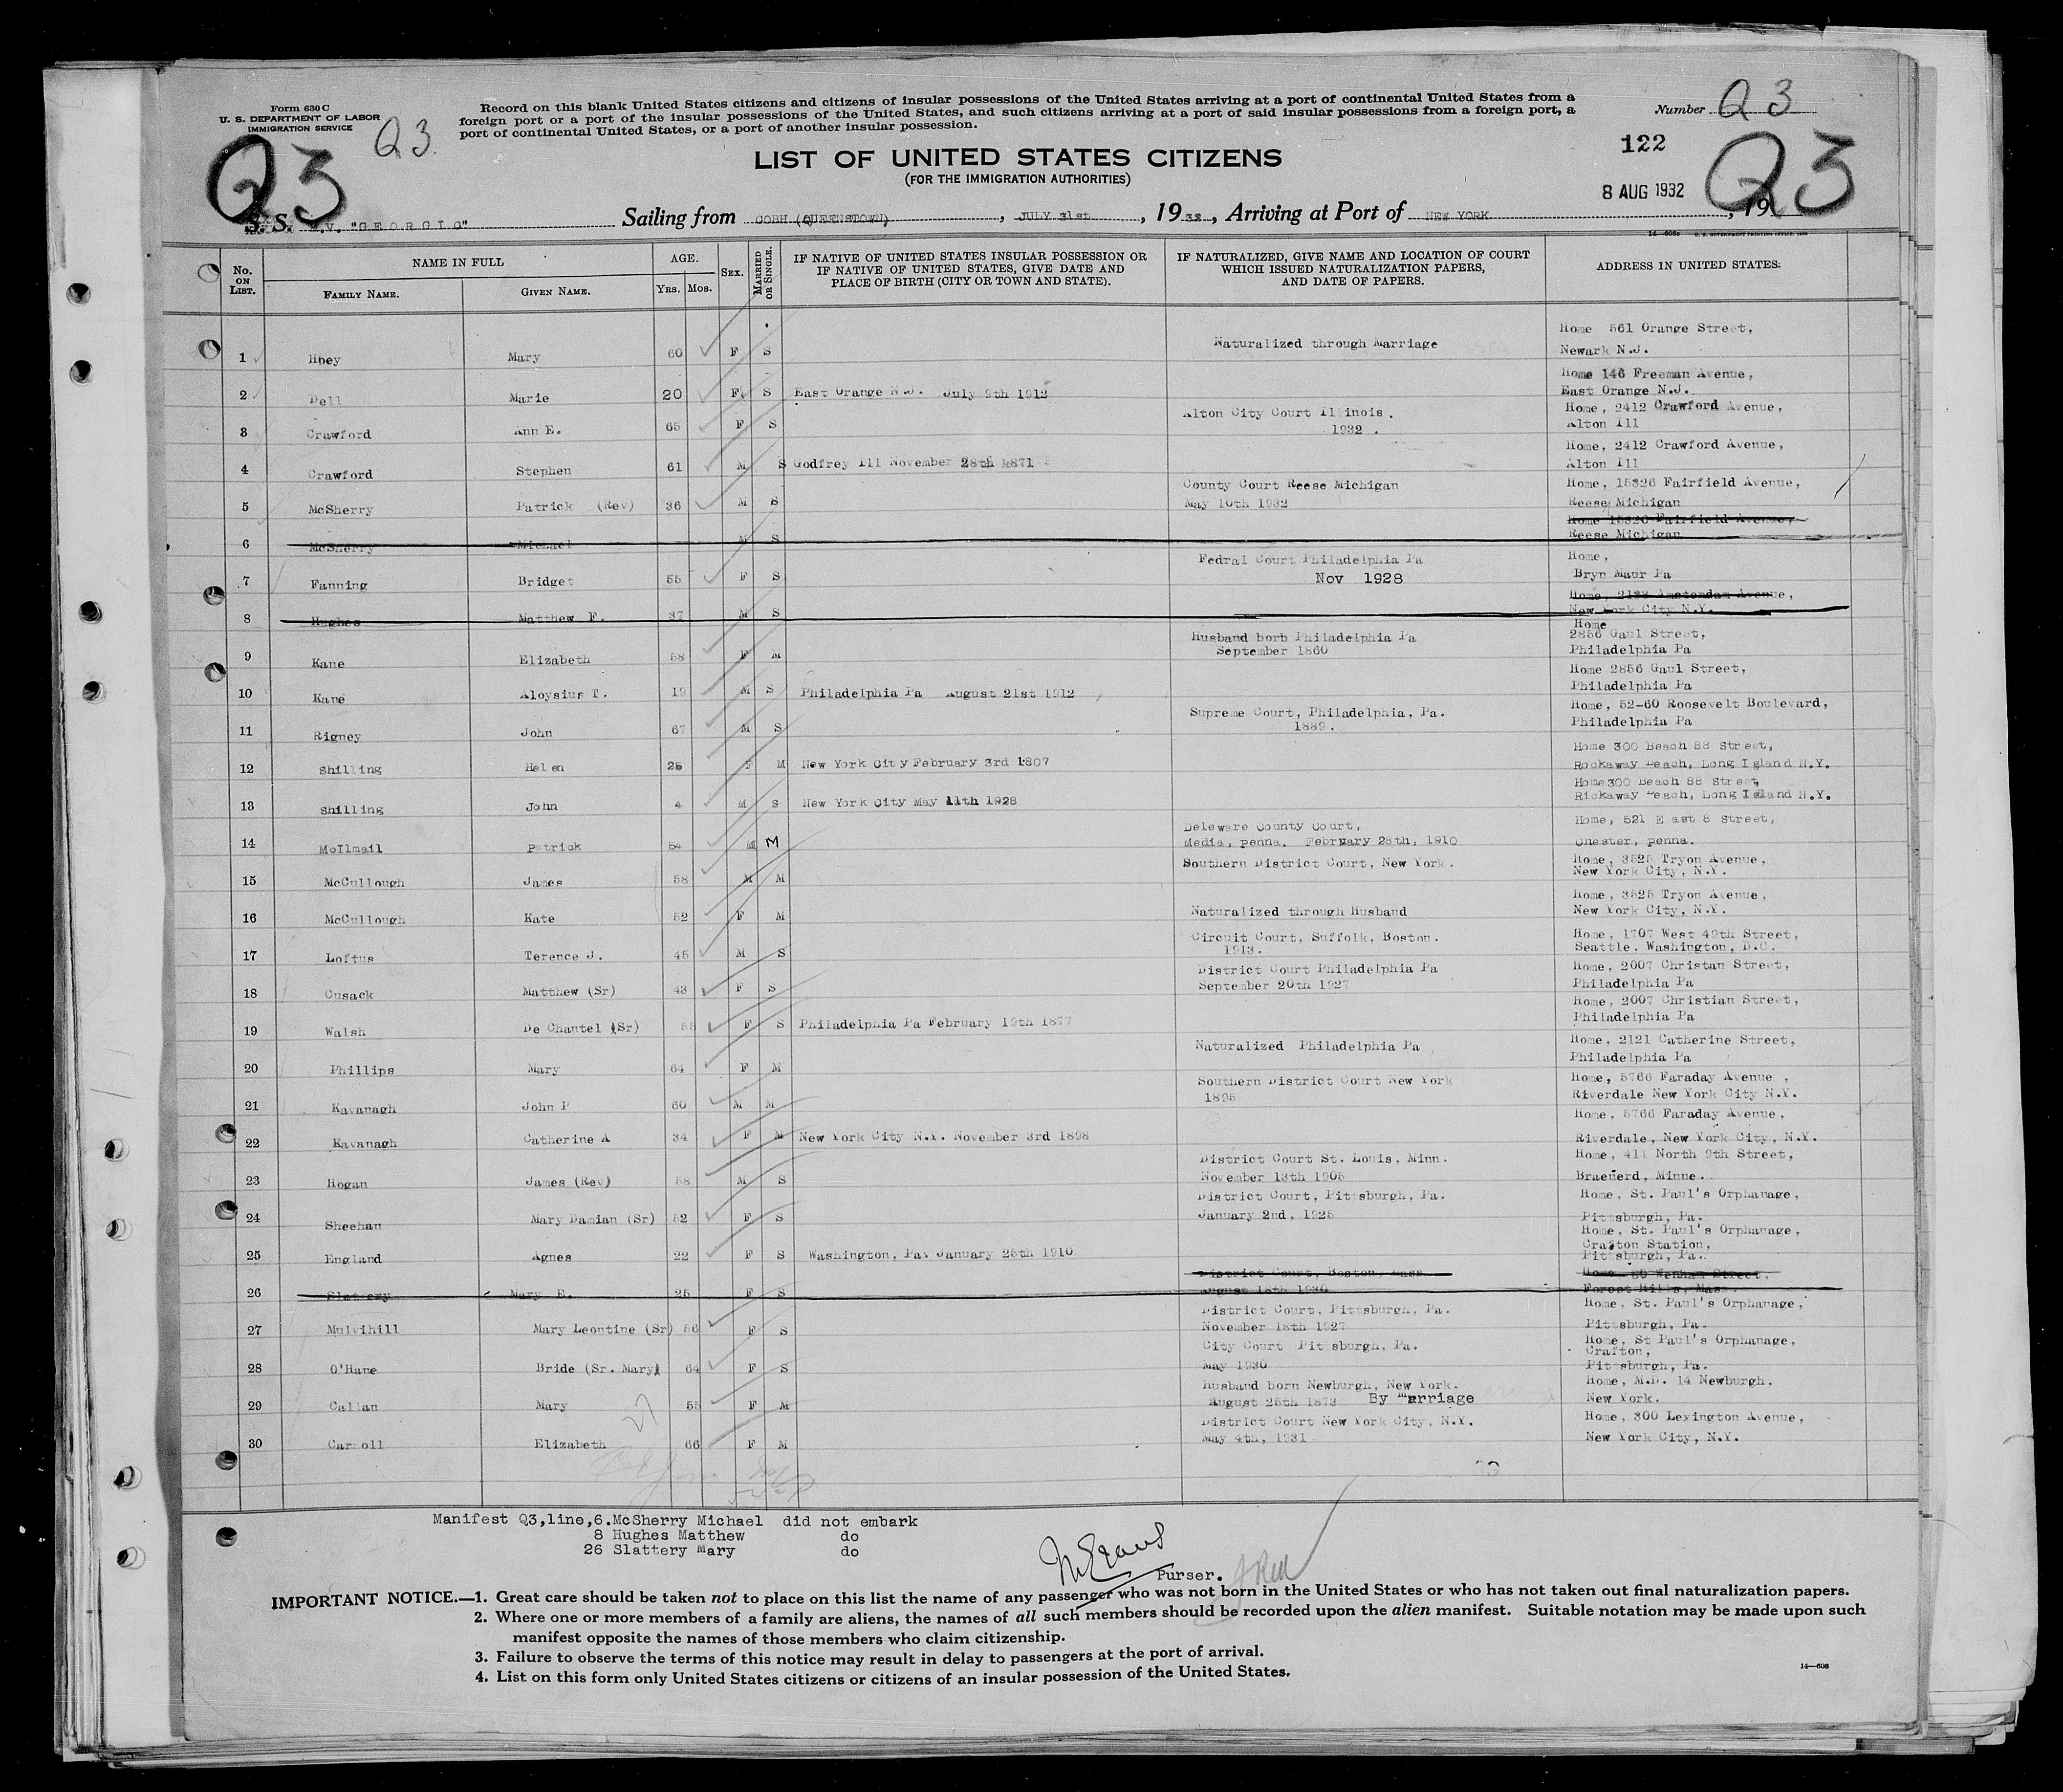 Form 630 C
U. S. DEPARTMENT OF LABOR
IMMIGRATION SERVICE
Q3
Q3
Record on this blank United States citizens and citizens of insular possessions of the United States arriving at a port of continental United States from a
foreign port or a port of the insular possessions of the United States, and such citizens arriving at a port of said insular possessions from a foreign port, a
port of continental United States, or a port of another insular possession.
Number Q3
122
Q3
LIST OF UNITED STATES CITIZENS
(FOR THE IMMIGRATION AUTHORITIES)
8 AUG 1932
S. S. M.V. "GEORGIC" Sailing from COBH (QUEENSTOWN), JULY 31st, 1932, Arriving at Port of NEW YORK, 19
14—608a U. S. GOVERNMENT PRINTING OFFICE:
No. ON LIST. NAME IN FULL FAMILY NAME. GIVEN NAME. AGE. YRS. MOS. SEX. MARRIED OR SINGLE. IF NATIVE OF UNITED STATES INSULAR POSSESSION OR IF NATIVE OF UNITED STATES, GIVE DATE AND PLACE OF BIRTH (CITY OR TOWN AND STATE). IF NATURALIZED, GIVE NAME AND LOCATION OF COURT WHICH ISSUED NATURALIZATION PAPERS, AND DATE OF PAPERS. ADDRESS IN UNITED STATES.
1 Hoey Mary 60 F S Naturalized through Marriage Home 561 Orange Street, Newark N.J.
2 Dell Marie 20 F S East Orange N.J. July 9th 1912 Home 146 Freeman Avenue, East Orange N.J.
3 Crawford Ann E. 65 F S Alton City Court Illinois. 1932. Home, 2412 Crawford Avenue, Alton Ill
4 Crawford Stephen 61 M S Godfrey Ill November 28th 1871 Home, 2412 Crawford Avenue, Alton Ill
5 McSherry Patrick (Rev) 36 M S County Court Reese Michigan May 10th 1932 Home, 15326 Fairfield Avenue, Reese Michigan
6 McSherry Michael M S Home 15326 Fairfield Avenue, Reese Michigan
7 Fanning Bridget 55 F S Fedral Court Philadelphia Pa Nov 1928 Home, Bryn Maur Pa
8 Hughes Matthew F. 37 M S Home, 2132 Amsterdam Avenue, New York City N.Y.
9 Kane Elizabeth 58 F M Husband born Philadelphia Pa September 1860 Home 2856 Gaul Street, Philadelphia Pa
10 Kane Aloysius T. 19 M S Philadelphia Pa August 21st 1912 Home 2856 Gaul Street, Philadelphia Pa
11 Rigney John 67 M S Supreme Court, Philadelphia, Pa. 1889. Home, 52-60 Roosevelt Boulevard, Philadelphia Pa
12 Shilling Helen 25 F M New York City February 3rd 1807 Home 300 Beach 88 Street, Rockaway Beach, Long Island N.Y.
13 Shilling John 4 M S New York City May 11th 1928 Home 300 Beach 88 Street, Rickaway Beach, Long Island N.Y.
14 McIlmail Patrick 54 M M Deleware County Court, Media, penna. February 28th, 1910 Home, 521 East 8 Street, Chester, penna.
15 McCullough James 58 M M Southern District Court, New York. Home, 3525 Tryon Avenue, New York City, N.Y.
16 McCullough Kate 52 F M Naturalized through Husband Home, 3525 Tryon Avenue, New York City, N.Y.
17 Loftus Terence J. 45 M S Circuit Court, Suffolk, Boston. 1913. Home, 1707 West 49th Street, Seattle. Washington, D.C.
18 Cusack Matthew (Sr) 43 F S District Court Philadelphia Pa September 20th 1927 Home, 2007 Christan Street, Philadelphia Pa
19 Walsh De Chantel (Sr) 55 F S Philadelphia Pa February 19th 1877 Home, 2007 Christian Street, Philadelphia Pa
20 Phillips Mary 64 F M Naturalized Philadelphia Pa Home, 2121 Catherine Street, Philadelphia Pa
21 Kavanagh John P 60 M M Southern District Court New York 1895 Home, 5766 Faraday Avenue, Riverdale New York City N.Y.
22 Kavanagh Catherine A 34 F M New York City N.Y. November 3rd 1898 Home, 5766 Faraday Avenue, Riverdale, New York City, N.Y.
23 Hogan James (Rev) 58 M S District Court St. Louis, Minn. November 13th 1905 Home, 411 North 9th Street, Braenerd, Minne.
24 Sheehan Mary Damian (Sr) 52 F S District Court, Pittsburgh, Pa. January 2nd, 1925 Home, St. Paul's Orphanage, Pittsburgh, Pa.
25 England Agnes 22 F S Washington, Pa. January 25th 1910 Home, St. Paul's Orphanage, Crafton Station, Pittsburgh, Pa.
26 Slattery Mary E. 25 F S District Court, Boston, Mass. August 18th 1930 Home 80 Wenham Street, Forest Hills, Mass.
27 Mulvihill Mary Leontine (Sr) 56 F S District Court, Pittsburgh, Pa. November 18th 1927 Home, St. Paul's Orphanage, Pittsburgh, Pa.
28 O'Hane Bride (Sr. Mary) 64 F S City Court Pittsburgh, Pa. May 1930 Home, St Paul's Orphanage, Crafton, Pittsburgh, Pa.
29 Callan Mary 55 F M Husband born Newburgh, New York. August 25th 1873 By Marriage Home, M.D. 14 Newburgh, New York.
30 Carroll Elizabeth 66 F M District Court New York City, N.Y. May 4th, 1931 Home, 800 Lexington Avenue, New York City, N.Y.
27
Manifest Q3,line,6.McSherry Michael did not embark
8 Hughes Matthew do
26 Slattery Mary do
Purser.
IMPORTANT NOTICE.—1. Great care should be taken not to place on this list the name of any passenger who was not born in the United States or who has not taken out final naturalization papers.
2. Where one or more members of a family are aliens, the names of all such members should be recorded upon the alien manifest. Suitable notation may be made upon such
manifest opposite the names of those members who claim citizenship.
3. Failure to observe the terms of this notice may result in delay to passengers at the port of arrival.
4. List on this form only United States citizens or citizens of an insular possession of the United States.
14—608